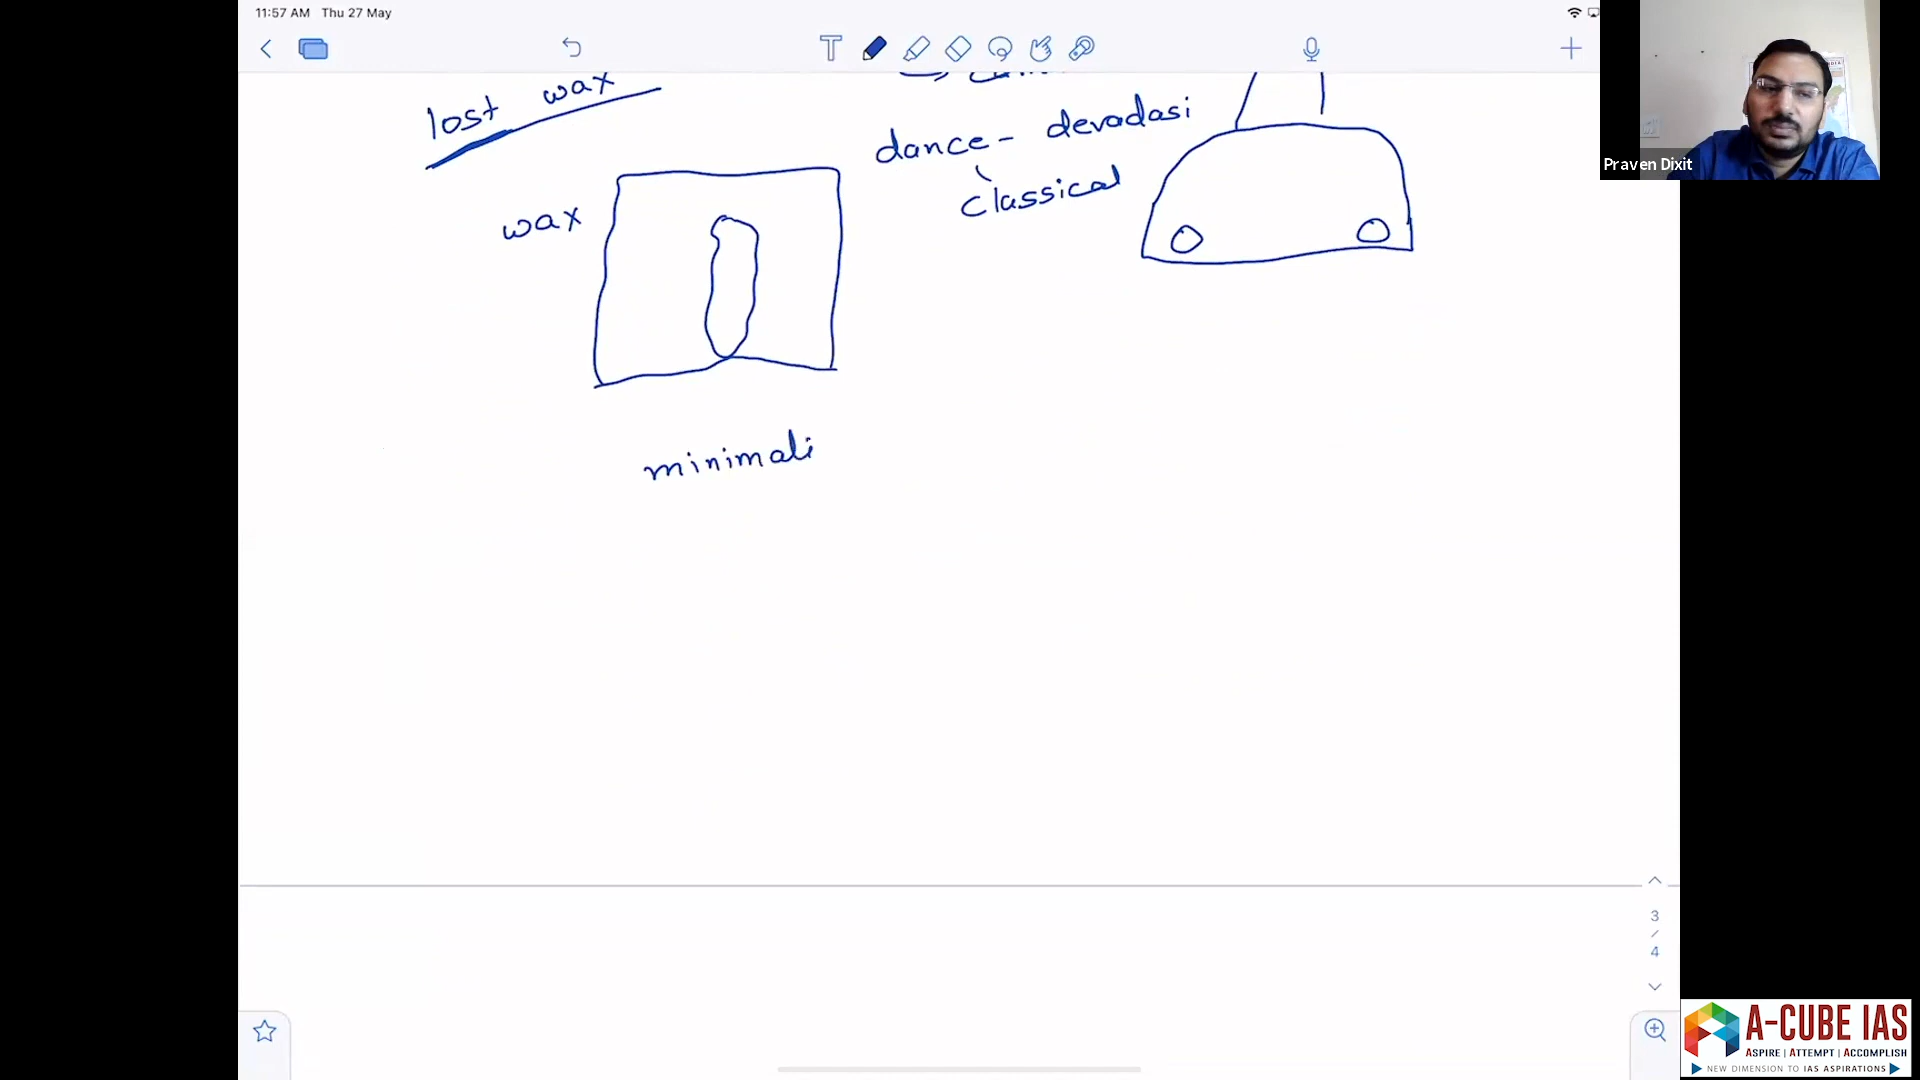 11:57 AM Thu 27 May
Praven Dixit
lost wax
dance - devadasi
classical
wax
minimali
3
/
4
A-CUBE IAS
ASPIRE | ATTEMPT | ACCOMPLISH
NEW DIMENSION TO IAS ASPIRATIONS